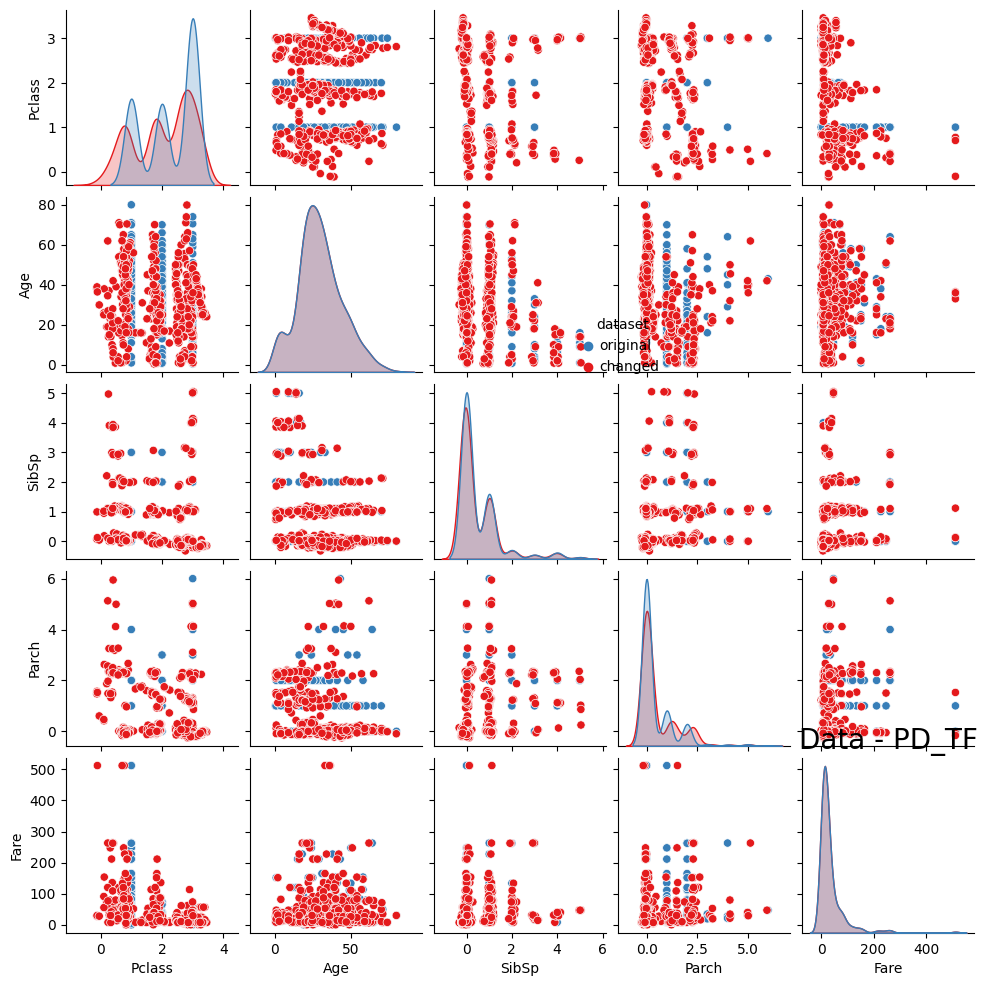 Pclass
3
2
1
0
Age
80
60
40
20
0
dataset
original
changed
SibSp
5
4
3
2
1
0
Parch
6
4
2
0
Data - PD_TF
Fare
500
400
300
200
100
0
0 2 4
0 50
0 2 4 6
0.0 2.5 5.0
0 200 400
Pclass Age SibSp Parch Fare